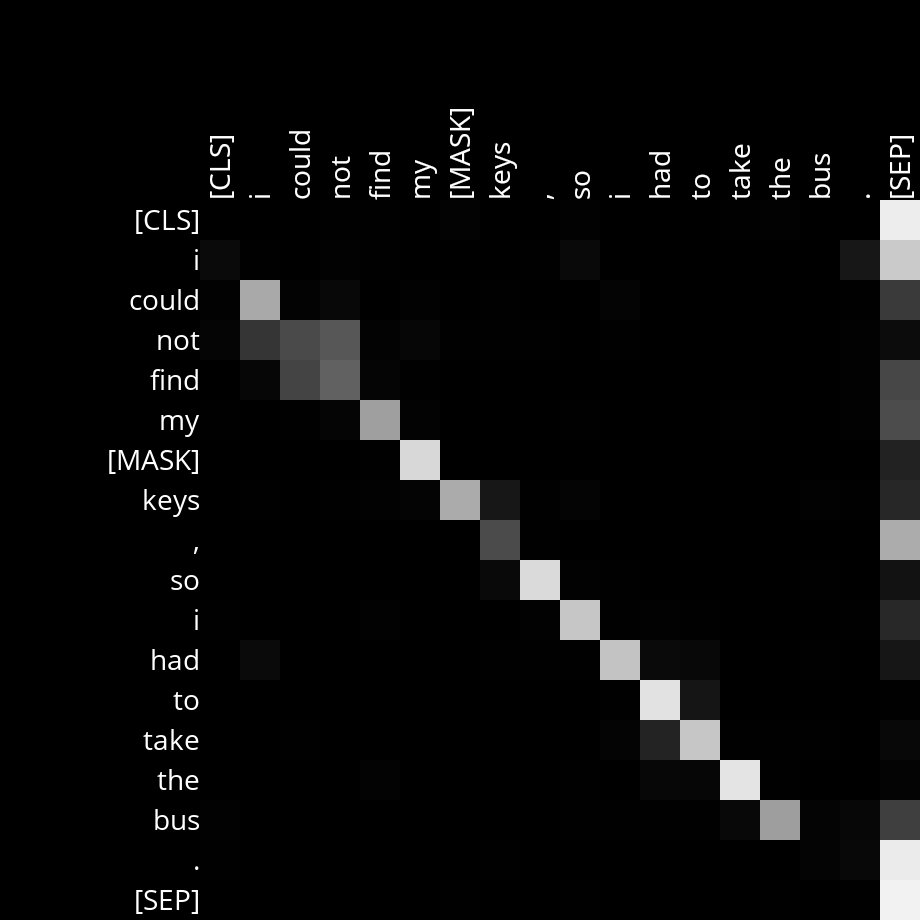 [CLS] i could not find my [MASK] keys , so i had to take the bus . [SEP]
[CLS]
i
could
not
find
my
[MASK]
keys
,
so
i
had
to
take
the
bus
.
[SEP]